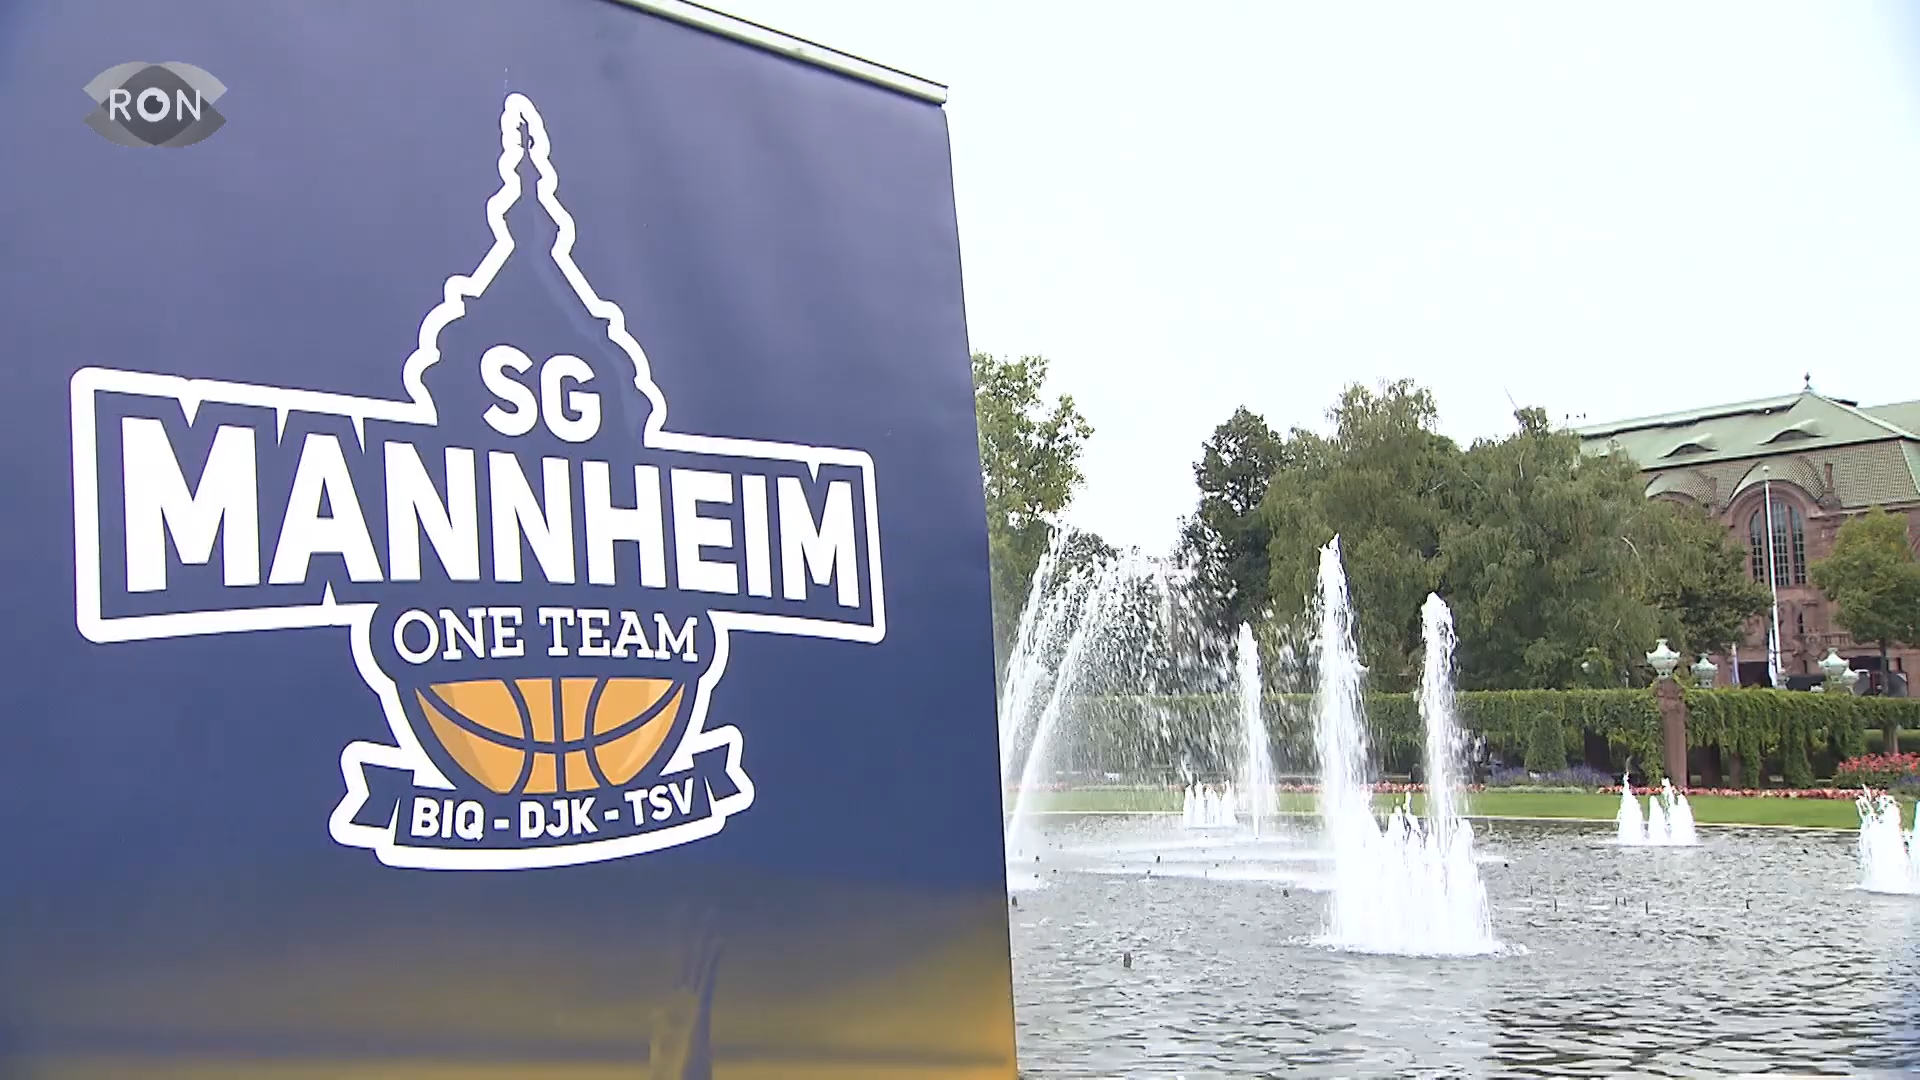 RON
SG
MANNHEIM
ONE TEAM
BIQ - DJK - TSV